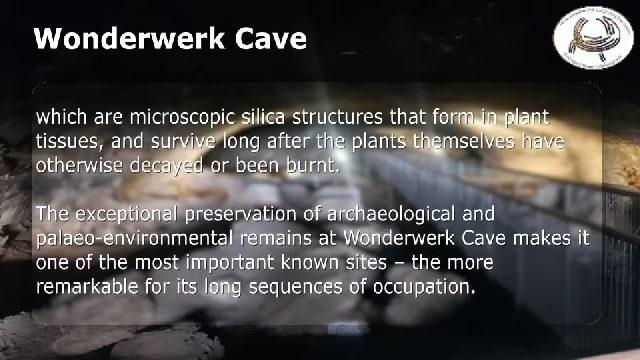 Wonderwerk Cave
which are microscopic silica structures that form in plant
tissues, and survive long after the plants themselves have
otherwise decayed or been burnt.
The exceptional preservation of archaeological and
palaeo-environmental remains at Wonderwerk Cave makes it
one of the most important known sites – the more
remarkable for its long sequences of occupation.